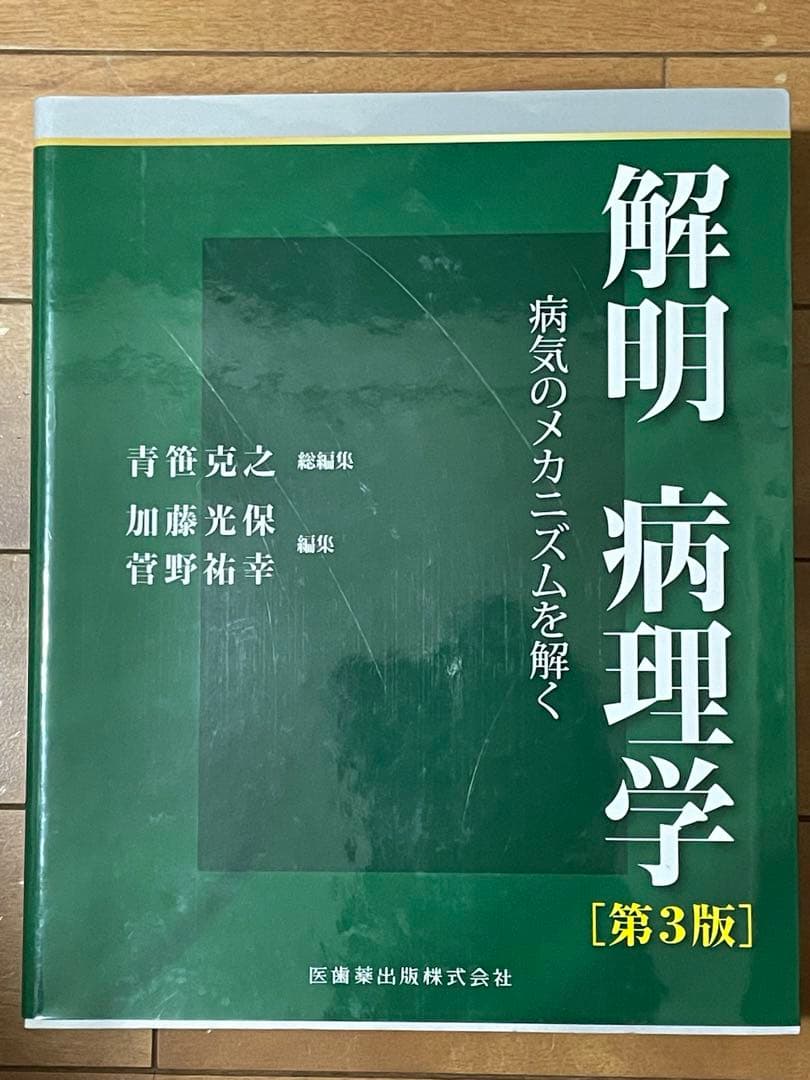 解明 病理学
[第3版]
病気のメカニズムを解く
青笹克之 総編集
加藤光保
菅野祐幸
編集
医歯薬出版株式会社